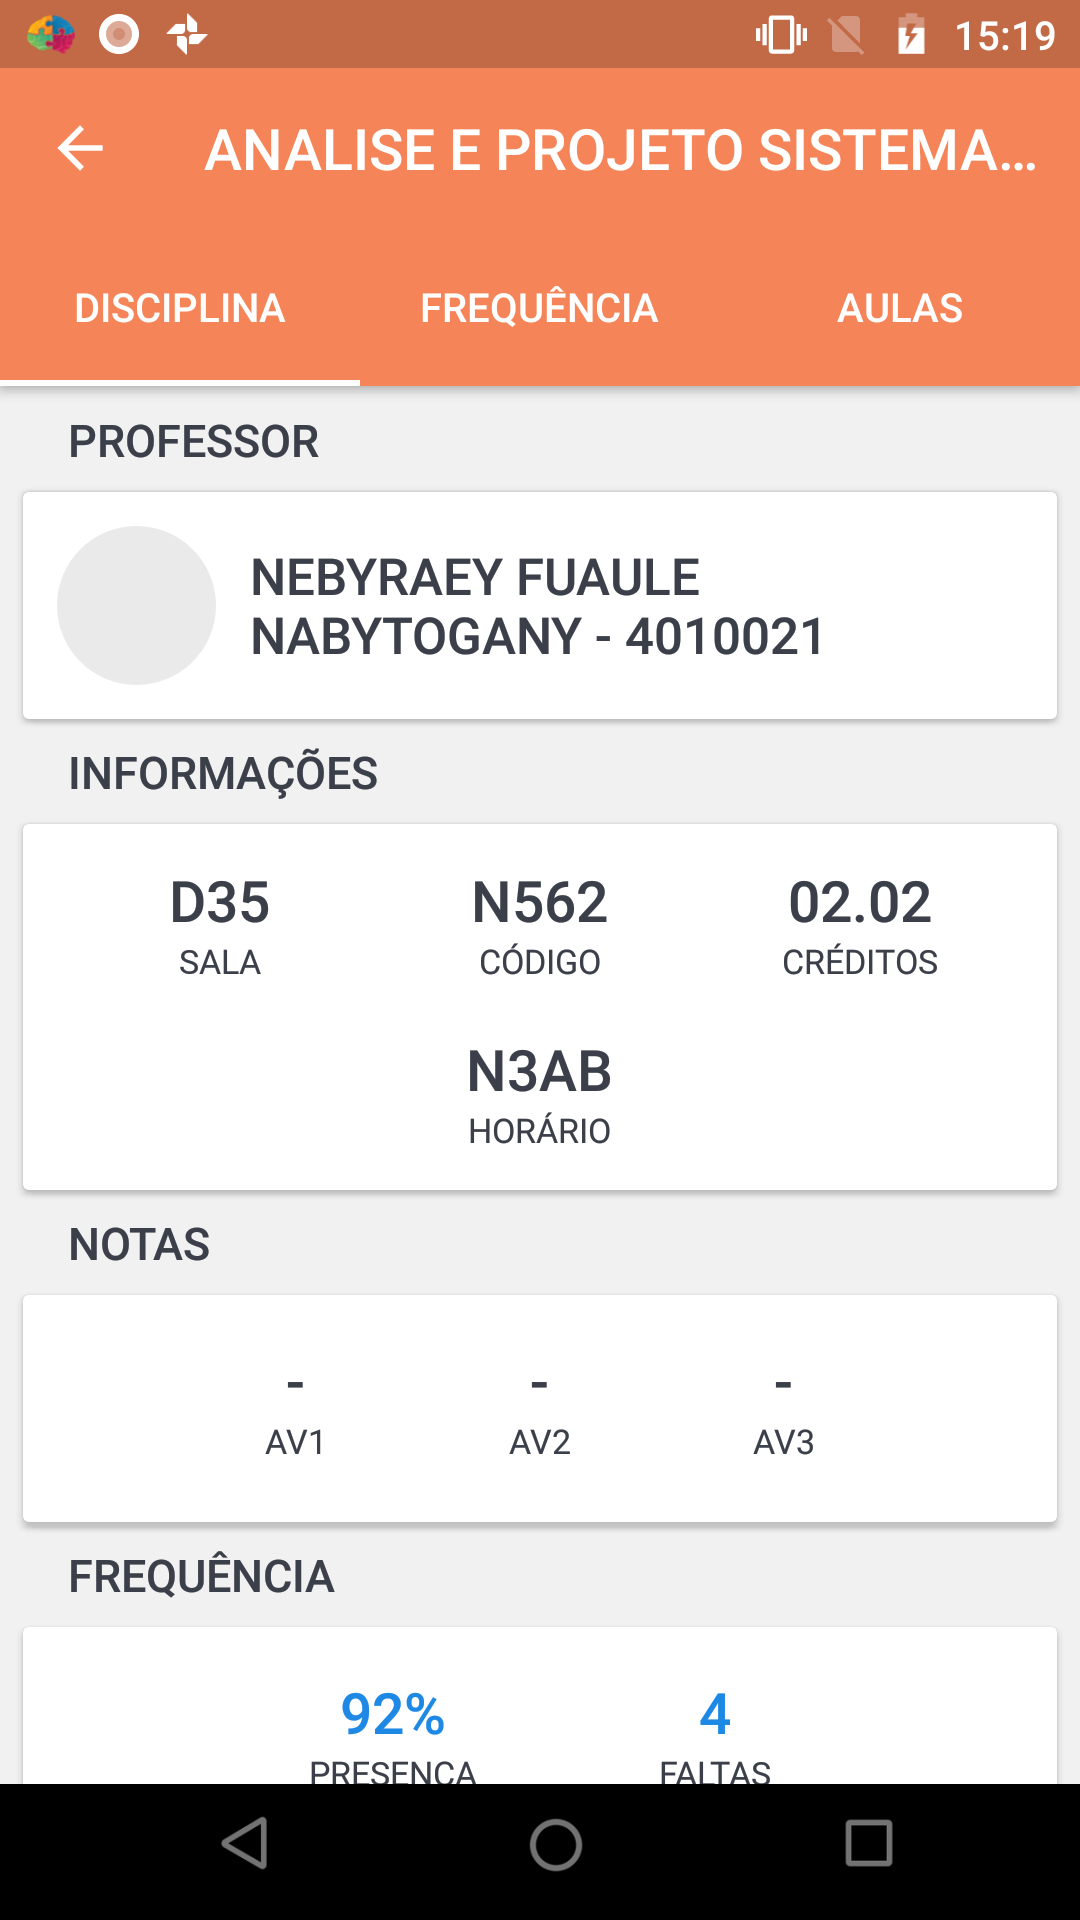 15:19
ANALISE E PROJETO SISTEMA...
DISCIPLINA FREQUÊNCIA AULAS
PROFESSOR
NEBYRAEY FUAULE
NABYTOGANY - 4010021
INFORMAÇÕES
D35 N562 02.02
SALA CÓDIGO CRÉDITOS
N3AB
HORÁRIO
NOTAS
- - -
AV1 AV2 AV3
FREQUÊNCIA
92% 4
PRESENÇA FALTAS